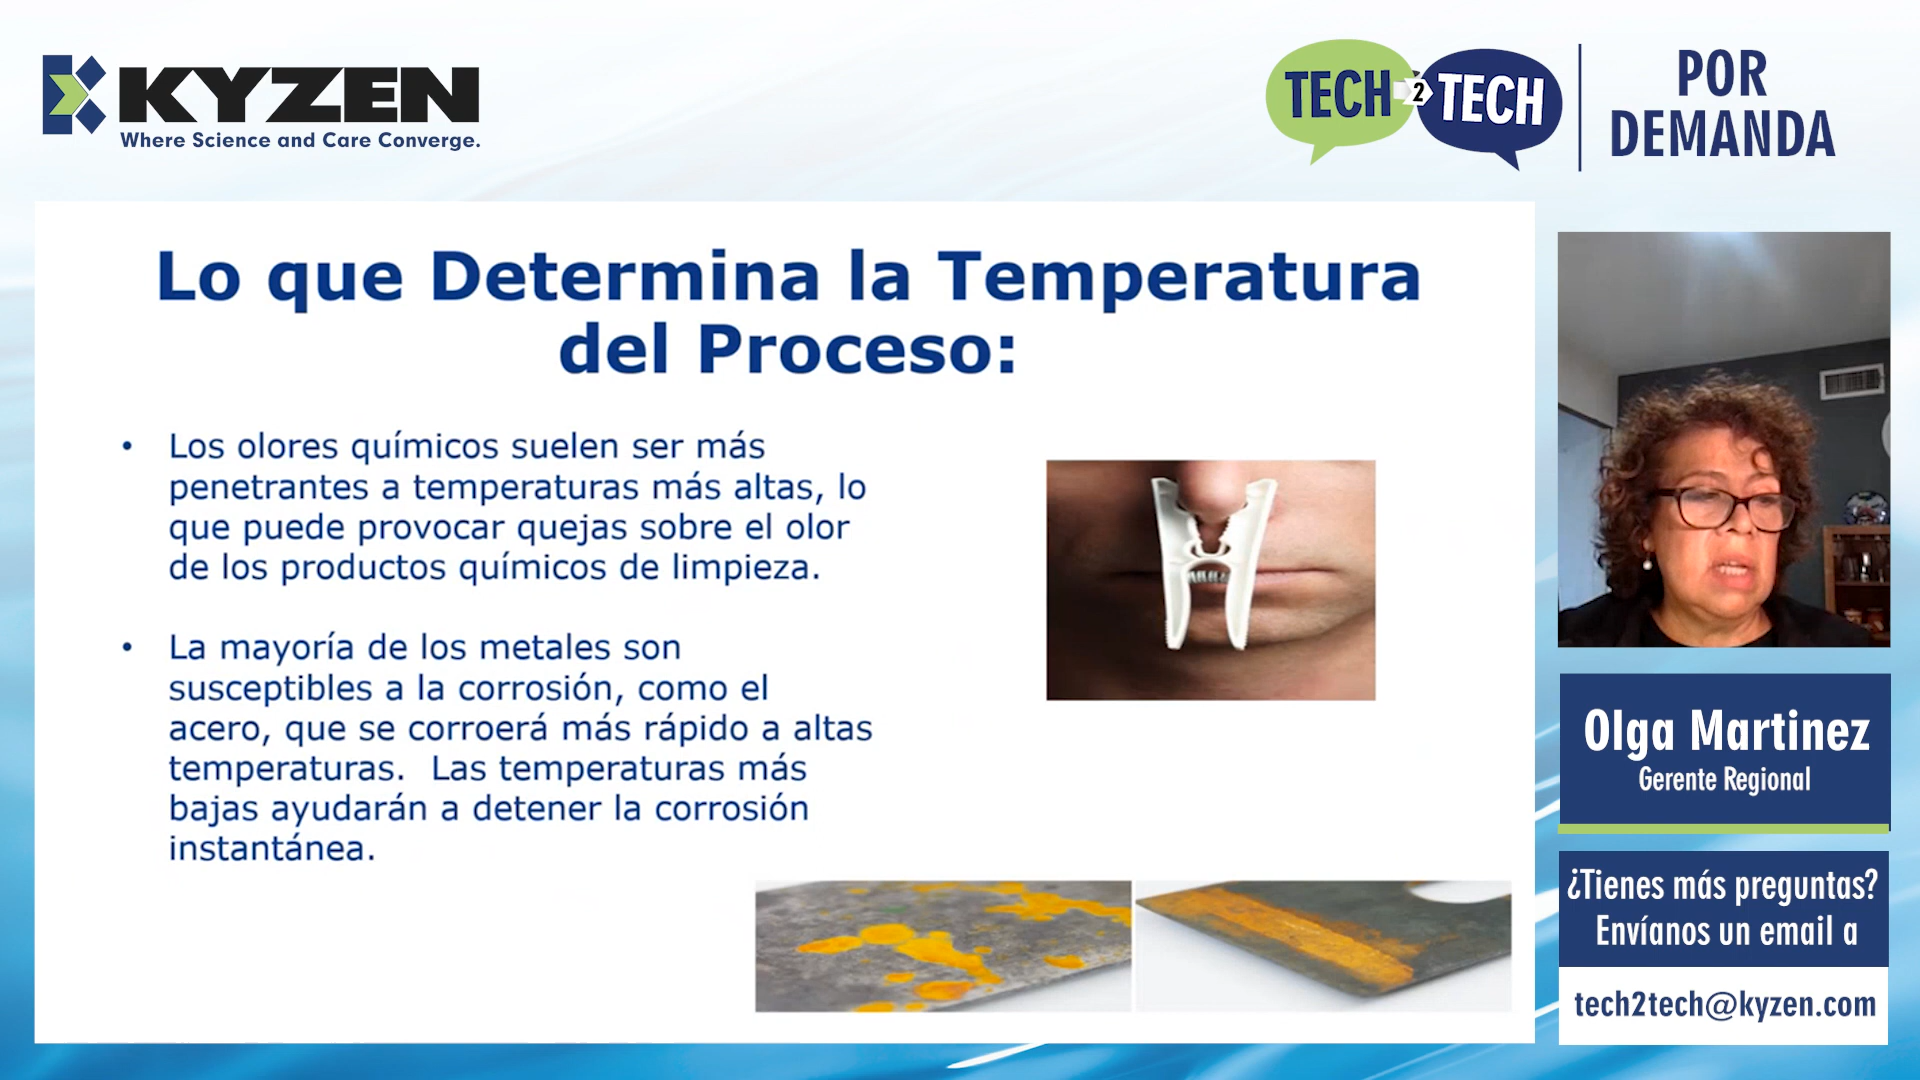 KYZEN
Where Science and Care Converge.
TECH 2 TECH
POR
DEMANDA
Lo que Determina la Temperatura
del Proceso:
• Los olores químicos suelen ser más
penetrantes a temperaturas más altas, lo
que puede provocar quejas sobre el olor
de los productos químicos de limpieza.
• La mayoría de los metales son
susceptibles a la corrosión, como el
acero, que se corroerá más rápido a altas
temperaturas.  Las temperaturas más
bajas ayudarán a detener la corrosión
instantánea.
Olga Martinez
Gerente Regional
¿Tienes más preguntas?
Envíanos un email a
tech2tech@kyzen.com